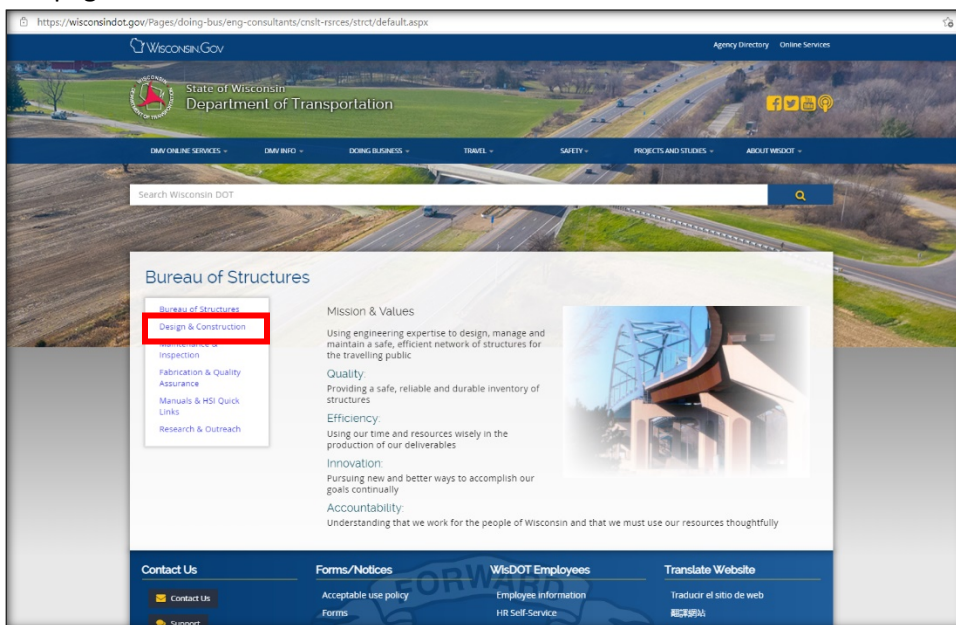 https://wisconsindot.gov/Pages/doing-bus/eng-consultants/cnslt-rsrces/strct/default.aspx
WISCONSIN.GOV
Agency Directory Online Services
State of Wisconsin
Department of Transportation
DMV ONLINE SERVICES DMV INFO DOING BUSINESS TRAVEL SAFETY PROJECTS AND STUDIES ABOUT WISDOT
Search Wisconsin DOT
Bureau of Structures
Bureau of Structures
Design & Construction
Maintenance &
Inspection
Fabrication & Quality
Assurance
Manuals & HSI Quick
Links
Research & Outreach
Mission & Values
Using engineering expertise to design, manage and
maintain a safe, efficient network of structures for
the travelling public
Quality:
Providing a safe, reliable and durable inventory of
structures
Efficiency:
Using our time and resources wisely in the
production of our deliverables
Innovation:
Pursuing new and better ways to accomplish our
goals continually
Accountability:
Understanding that we work for the people of Wisconsin and that we must use our resources thoughtfully
FORWARD
Contact Us
Contact Us
Support
Forms/Notices
Acceptable use policy
Forms
WisDOT Employees
Employee information
HR Self-Service
Translate Website
Traducir el sitio de web
翻譯網站